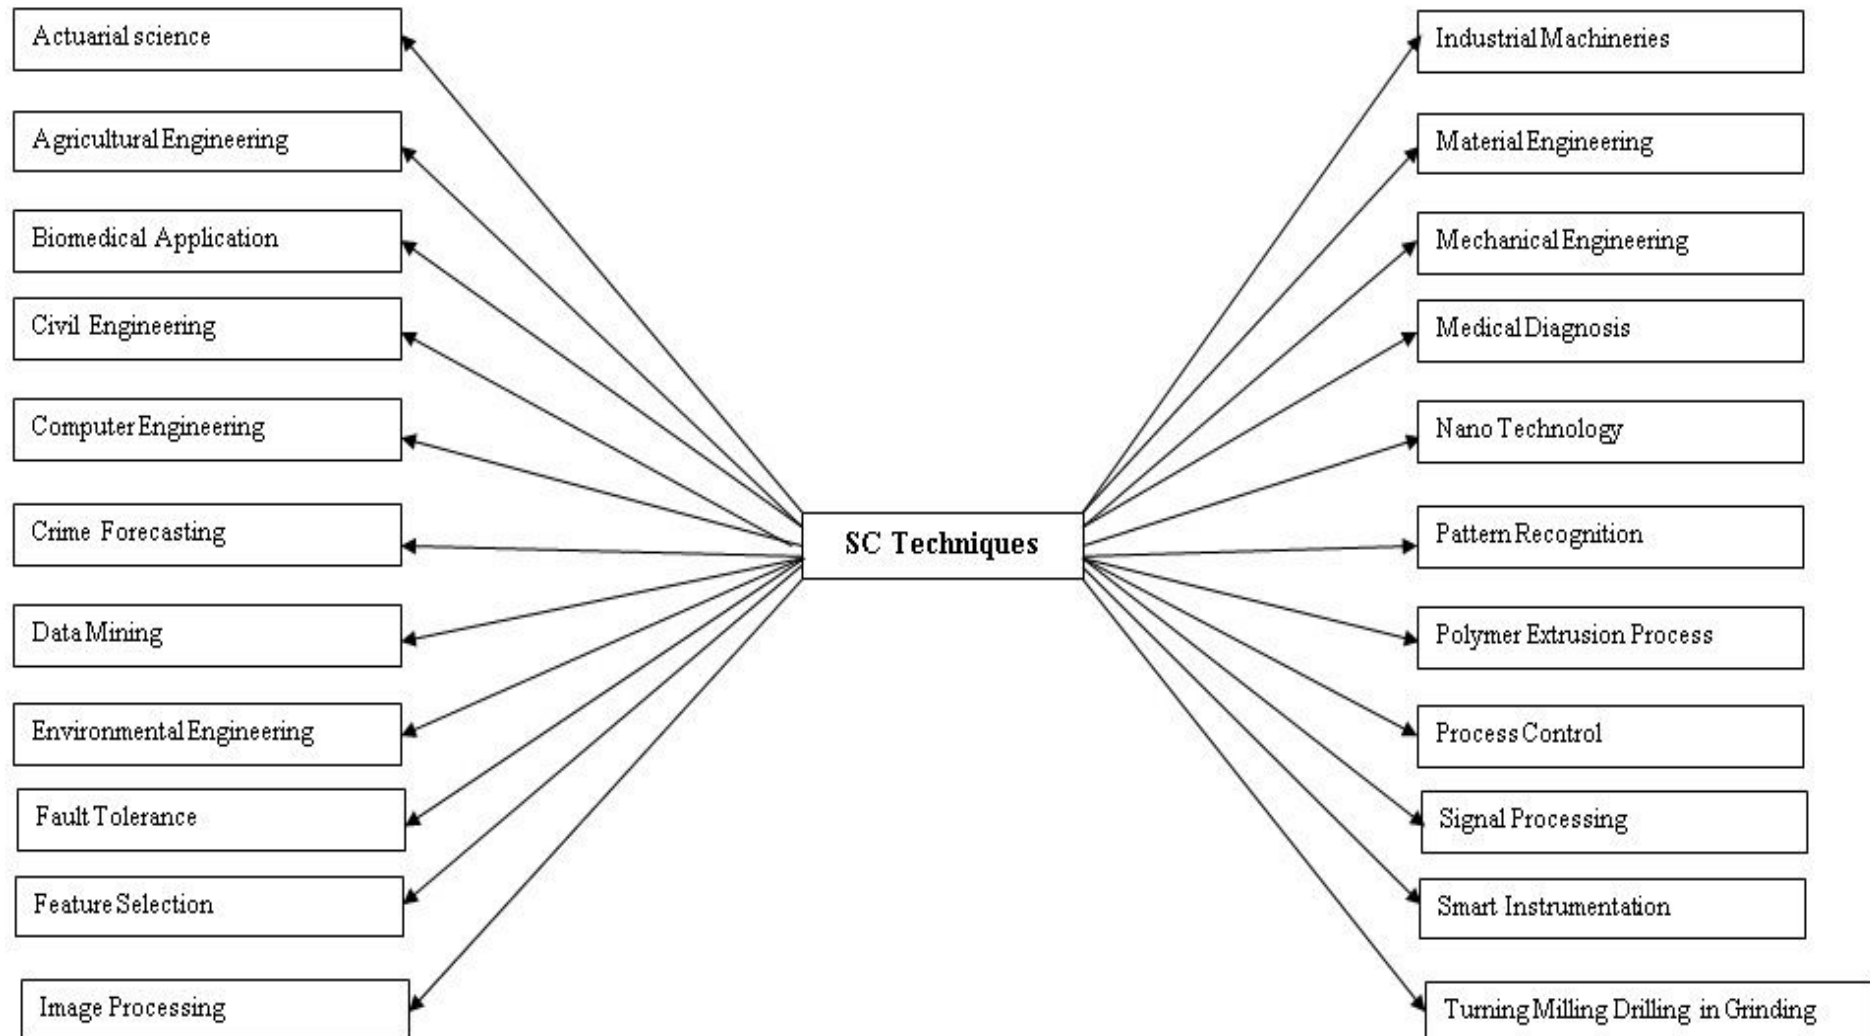 Actuarial science
Agricultural Engineering
Biomedical Application
Civil Engineering
Computer Engineering
Crime Forecasting
Data Mining
Environmental Engineering
Fault Tolerance
Feature Selection
Image Processing
SC Techniques
Industrial Machineries
Material Engineering
Mechanical Engineering
Medical Diagnosis
Nano Technology
Pattern Recognition
Polymer Extrusion Process
Process Control
Signal Processing
Smart Instrumentation
Turning Milling Drilling in Grinding